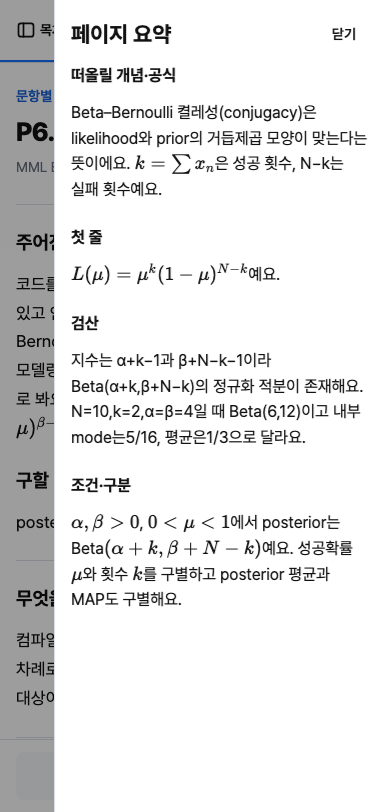 목
페이지 요약
닫기
문항별
떠올릴 개념·공식
P6.
Beta–Bernoulli 켤레성(conjugacy)은
likelihood와 prior의 거듭제곱 모양이 맞는다는
뜻이에요. k = ∑ xₙ은 성공 횟수, N−k는
실패 횟수예요.
MML
첫 줄
L(μ) = μᵏ(1 − μ)ᴺ⁻ᵏ예요.
코드를
있고
검산
Bern
지수는 α+k−1과 β+N−k−1이라
Beta(α+k,β+N−k)의 정규화 적분이 존재해요.
N=10,k=2,α=β=4일 때 Beta(6,12)이고 내부
mode는5/16, 평균은1/3으로 달라요.
모델링
로 봐
μ)ᵝ⁻
조건·구분
구할
α, β > 0, 0 < μ < 1에서 posterior는
Beta(α + k, β + N − k)예요. 성공확률
μ와 횟수 k를 구별하고 posterior 평균과
MAP도 구별해요.
poste
무엇을
컴파일
차례로
대상이